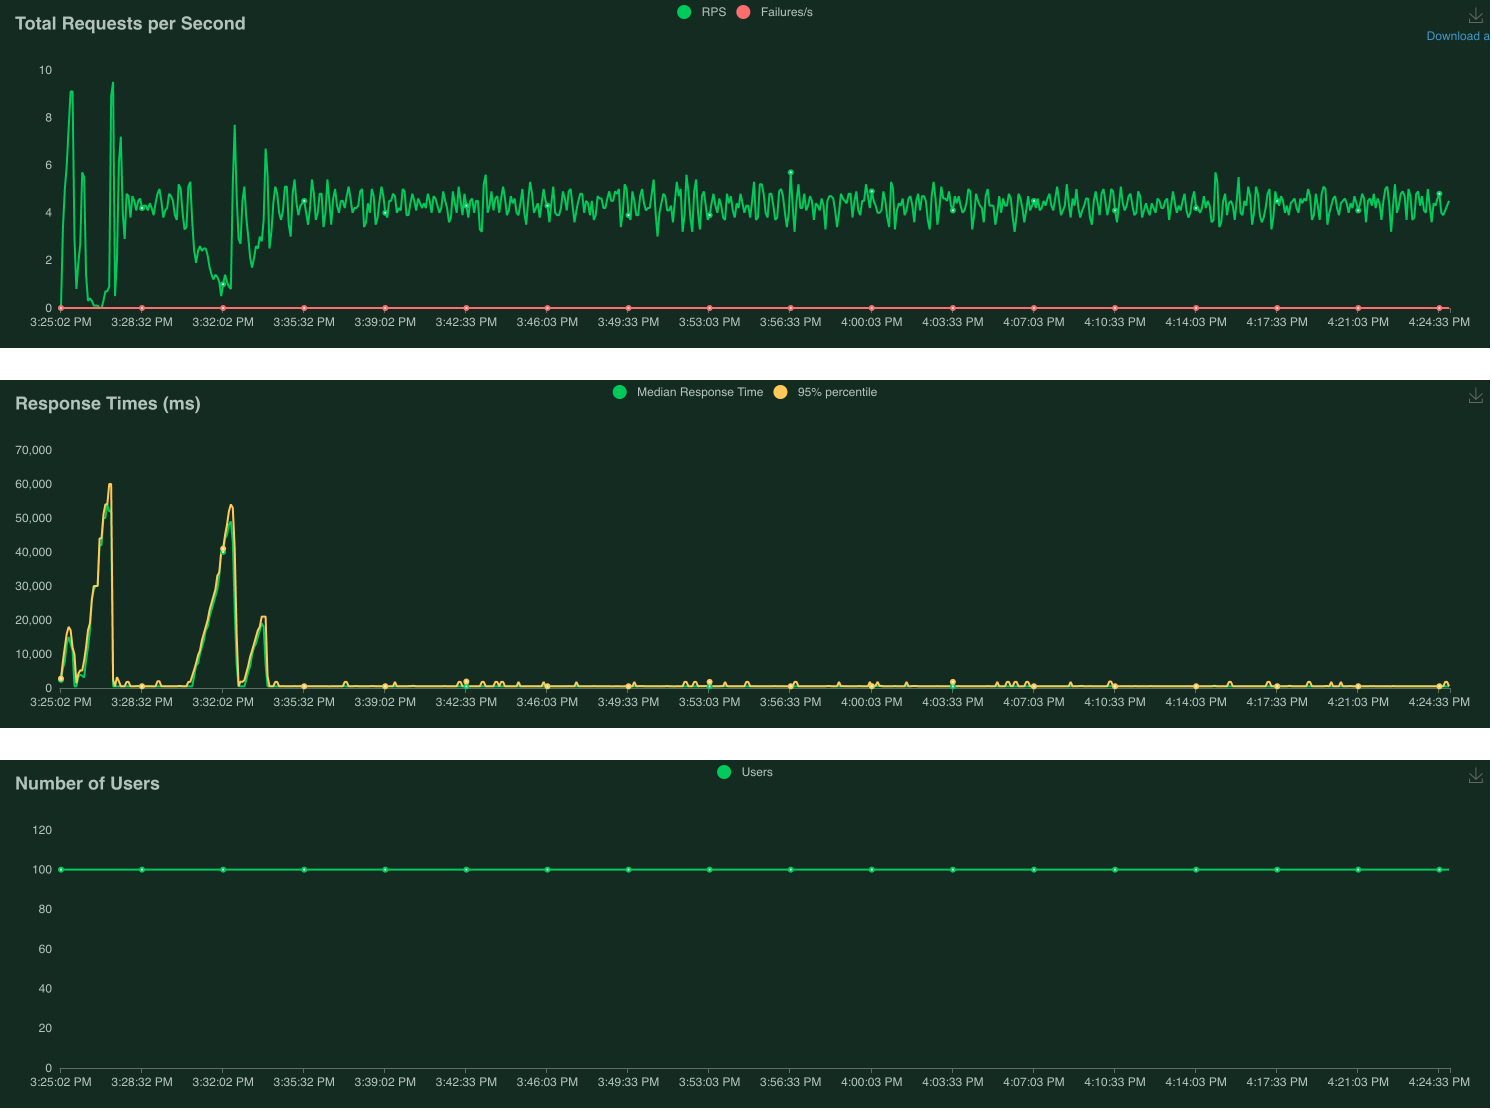 RPS Failures/s
Total Requests per Second
Download a
10
8
6
4
2
0
3:25:02 PM 3:28:32 PM 3:32:02 PM 3:35:32 PM 3:39:02 PM 3:42:33 PM 3:46:03 PM 3:49:33 PM 3:53:03 PM 3:56:33 PM 4:00:03 PM 4:03:33 PM 4:07:03 PM 4:10:33 PM 4:14:03 PM 4:17:33 PM 4:21:03 PM 4:24:33 PM
Median Response Time 95% percentile
Response Times (ms)
70,000
60,000
50,000
40,000
30,000
20,000
10,000
0
3:25:02 PM 3:28:32 PM 3:32:02 PM 3:35:32 PM 3:39:02 PM 3:42:33 PM 3:46:03 PM 3:49:33 PM 3:53:03 PM 3:56:33 PM 4:00:03 PM 4:03:33 PM 4:07:03 PM 4:10:33 PM 4:14:03 PM 4:17:33 PM 4:21:03 PM 4:24:33 PM
Users
Number of Users
120
100
80
60
40
20
0
3:25:02 PM 3:28:32 PM 3:32:02 PM 3:35:32 PM 3:39:02 PM 3:42:33 PM 3:46:03 PM 3:49:33 PM 3:53:03 PM 3:56:33 PM 4:00:03 PM 4:03:33 PM 4:07:03 PM 4:10:33 PM 4:14:03 PM 4:17:33 PM 4:21:03 PM 4:24:33 PM